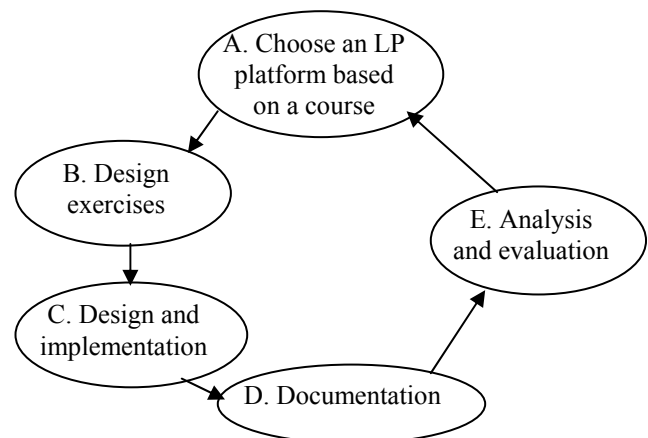 A. Choose an LP
platform based
on a course
B. Design
exercises
C. Design and
implementation
D. Documentation
E. Analysis
and evaluation